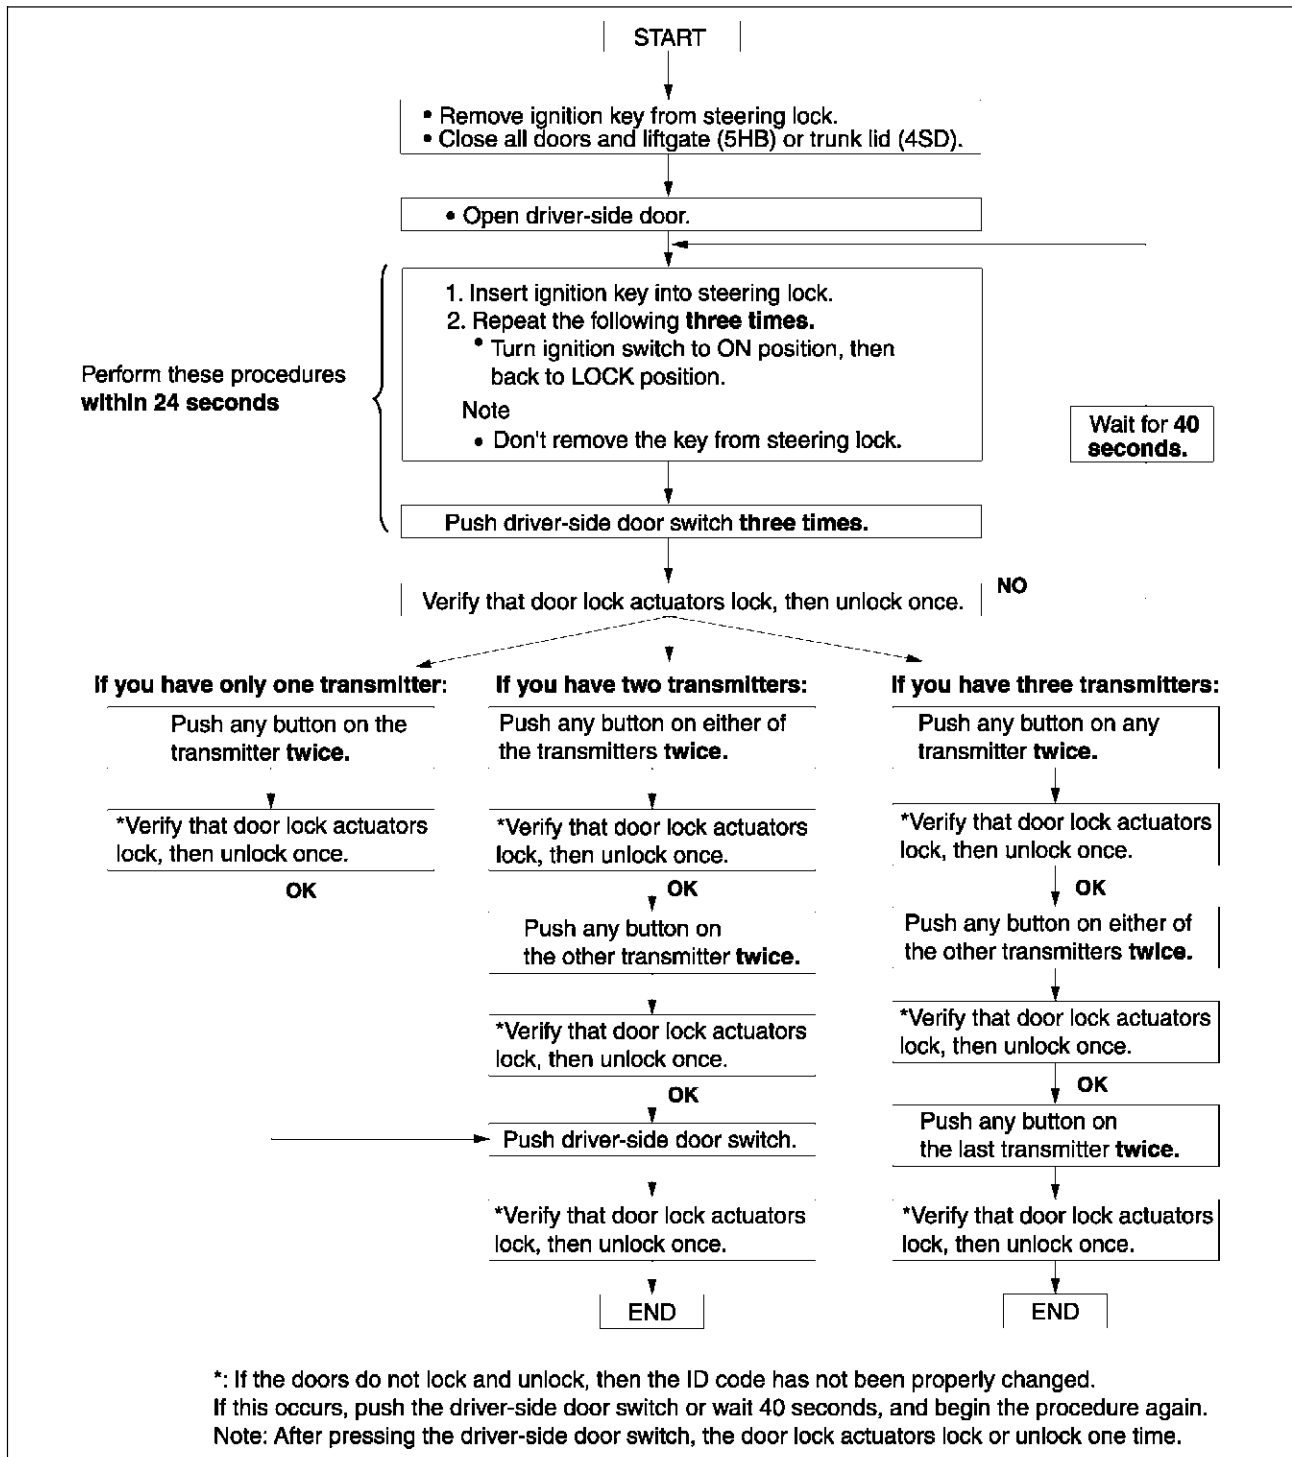 START
• Remove ignition key from steering lock.
• Close all doors and liftgate (5HB) or trunk lid (4SD).
• Open driver-side door.
Perform these procedures
within 24 seconds
1. Insert ignition key into steering lock.
2. Repeat the following three times.
• Turn ignition switch to ON position, then
back to LOCK position.
Note
• Don't remove the key from steering lock.
Wait for 40
seconds.
Push driver-side door switch three times.
Verify that door lock actuators lock, then unlock once.
NO
If you have only one transmitter:
Push any button on the
transmitter twice.
*Verify that door lock actuators
lock, then unlock once.
OK
If you have two transmitters:
Push any button on either of
the transmitters twice.
*Verify that door lock actuators
lock, then unlock once.
OK
Push any button on
the other transmitter twice.
*Verify that door lock actuators
lock, then unlock once.
OK
Push driver-side door switch.
*Verify that door lock actuators
lock, then unlock once.
END
If you have three transmitters:
Push any button on any
transmitter twice.
*Verify that door lock actuators
lock, then unlock once.
OK
Push any button on either of
the other transmitters twice.
*Verify that door lock actuators
lock, then unlock once.
OK
Push any button on
the last transmitter twice.
*Verify that door lock actuators
lock, then unlock once.
END
*: If the doors do not lock and unlock, then the ID code has not been properly changed.
If this occurs, push the driver-side door switch or wait 40 seconds, and begin the procedure again.
Note: After pressing the driver-side door switch, the door lock actuators lock or unlock one time.